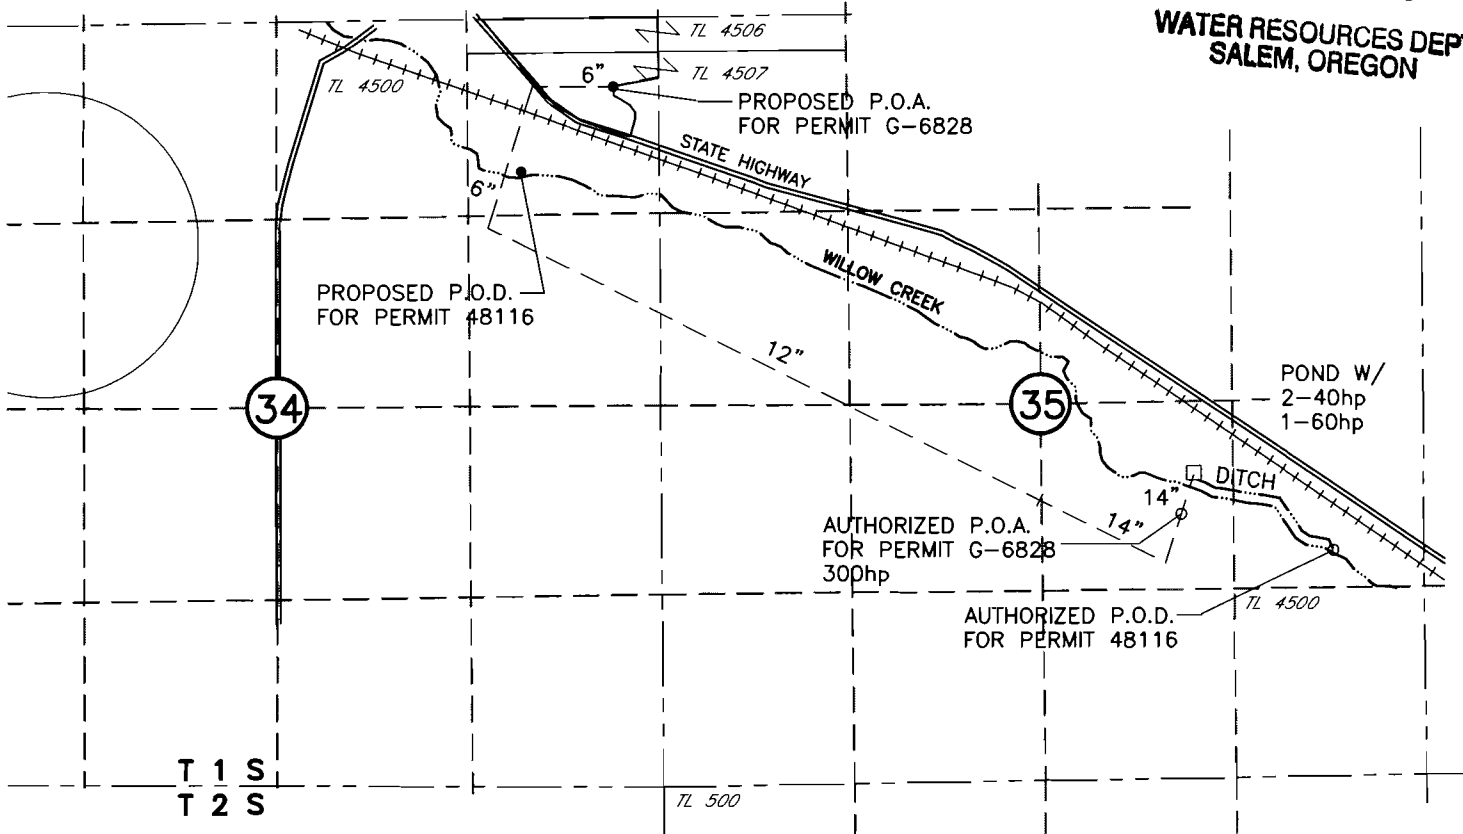 WATER RESOURCES DEPT
SALEM, OREGON
TL 4506
6"
TL 4507
TL 4500
PROPOSED P.O.A.
FOR PERMIT G-6828
STATE HIGHWAY
6"
WILLOW CREEK
PROPOSED P.O.D.
FOR PERMIT 48116
12"
POND W/
2-40hp
1-60hp
34
35
DITCH
14"
14"
AUTHORIZED P.O.A.
FOR PERMIT G-6828
300hp
TL 4500
AUTHORIZED P.O.D.
FOR PERMIT 48116
T 1 S
T 2 S
TL 500